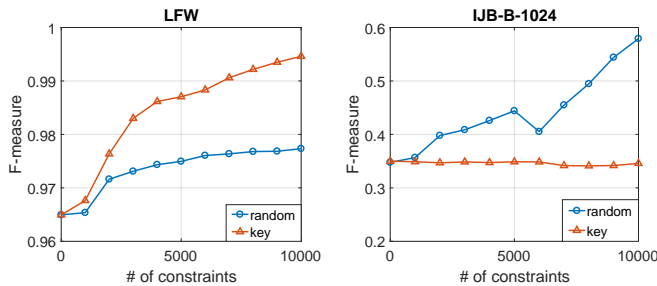 LFW
F-measure
1
0.99
0.98
0.97
0.96
0 5000 10000
# of constraints
random
key
IJB-B-1024
F-measure
0.6
0.5
0.4
0.3
0.2
0 5000 10000
# of constraints
random
key